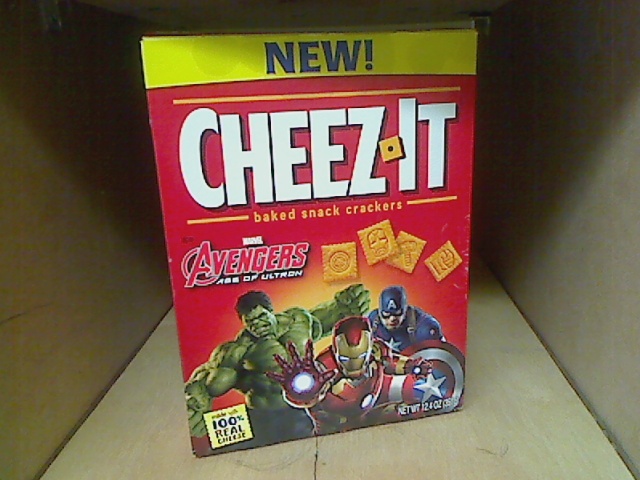 NEW!
CHEEZ-IT
baked snack crackers
MARVEL
AVENGERS
AGE OF ULTRON
made with
100%
REAL
CHEESE
NET WT 12.4 OZ